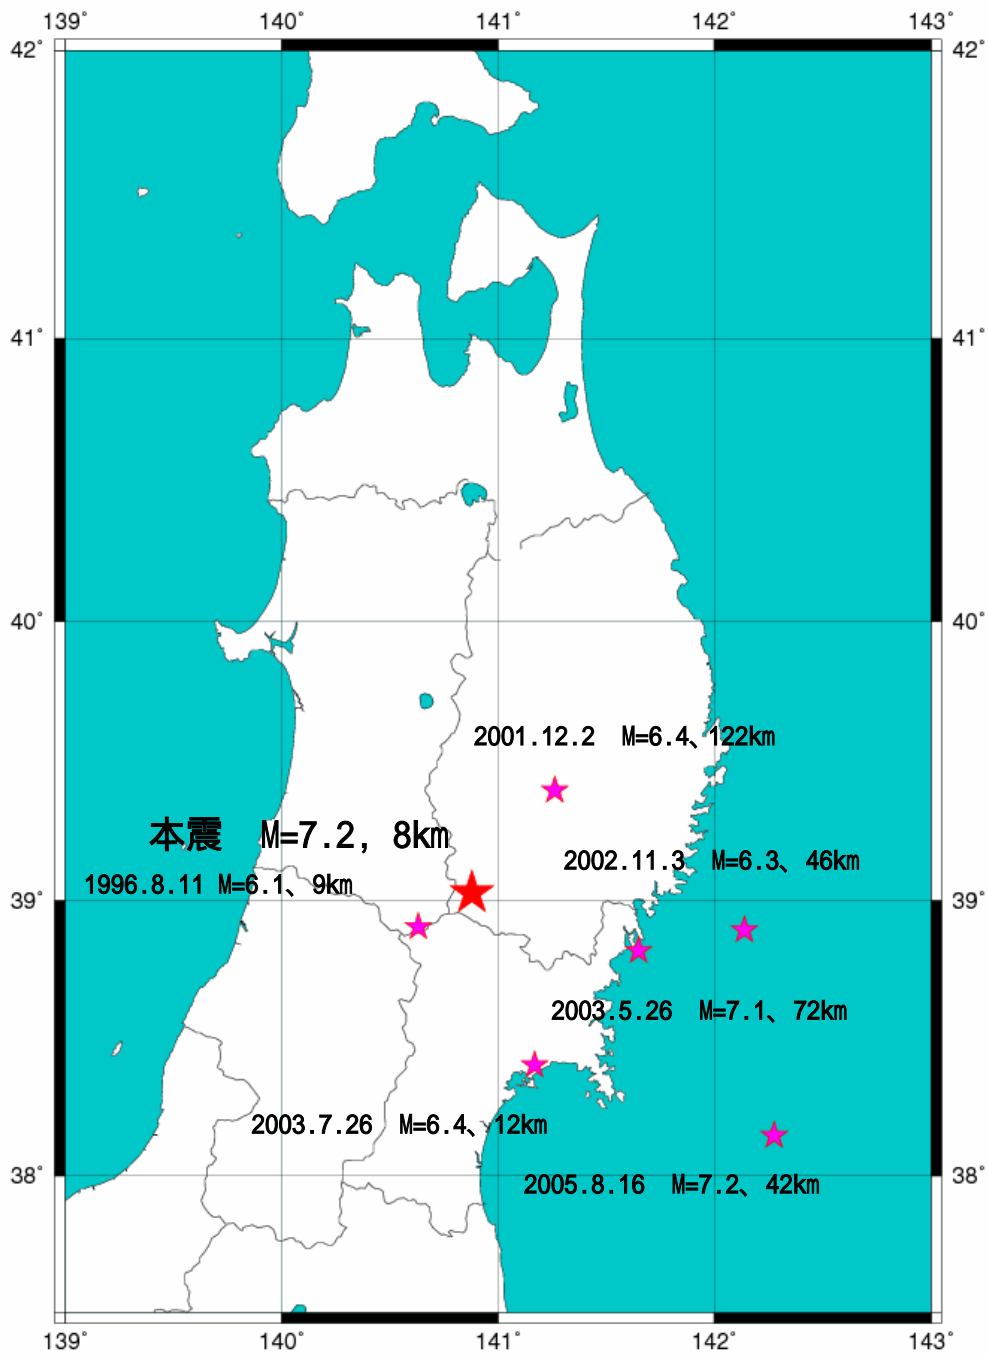 139° 140° 141° 142° 143°
42° 42°
41° 41°
40° 40°
2001.12.2 M=6.4、122km
本震 M=7.2, 8km
2002.11.3 M=6.3、46km
1996.8.11 M=6.1、9km
39° 39°
2003.5.26 M=7.1、72km
2003.7.26 M=6.4、12km
38° 38°
2005.8.16 M=7.2、42km
139° 140° 141° 142° 143°